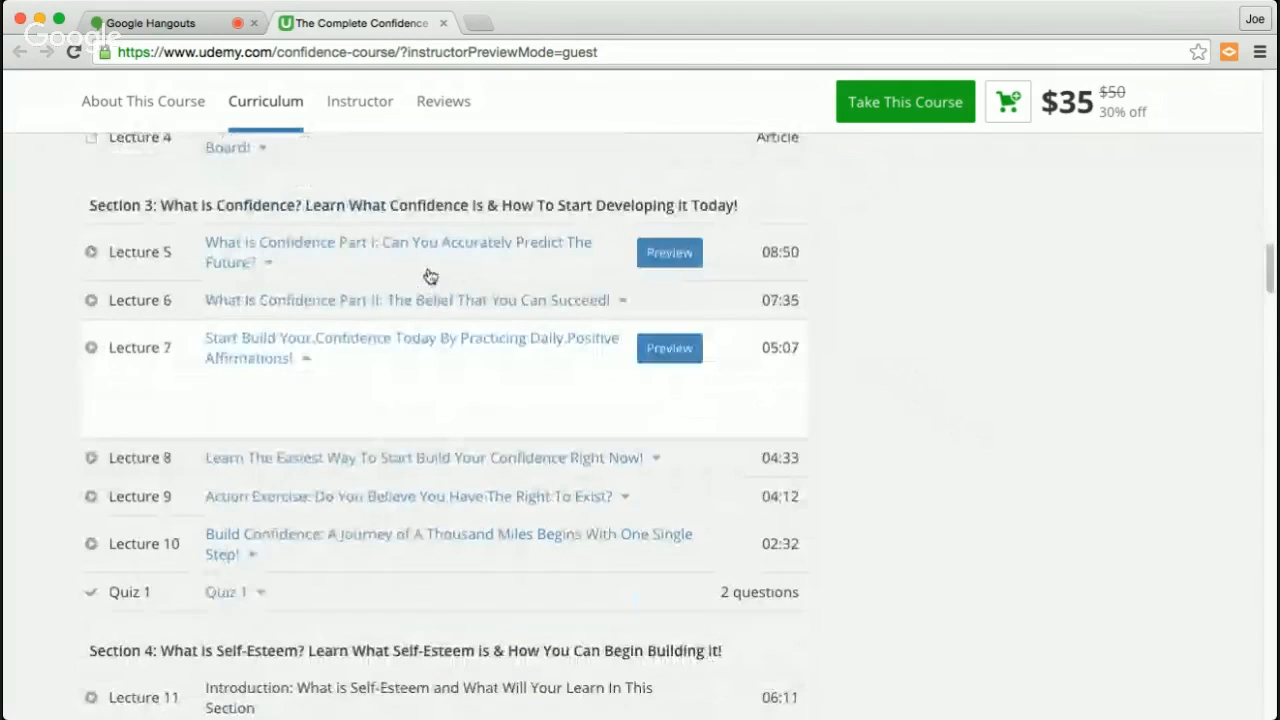 Google Hangouts
The Complete Confidence
Joe
Google
https://www.udemy.com/confidence-course/?instructorPreviewMode=guest
About This Course
Curriculum
Instructor
Reviews
Take This Course
$35
$50
30% off
Lecture 4
Board!
Article
Section 3: What is Confidence? Learn What Confidence Is & How To Start Developing it Today!
Lecture 5
What is Confidence Part I: Can You Accurately Predict The
Future?
Preview
08:50
Lecture 6
What Is Confidence Part II: The Belief That You Can Succeed!
07:35
Lecture 7
Start Build Your Confidence Today By Practicing Daily Positive
Affirmations!
Preview
05:07
Lecture 8
Learn The Easiest Way To Start Build Your Confidence Right Now!
04:33
Lecture 9
Action Exercise: Do You Believe You Have The Right To Exist?
04:12
Lecture 10
Build Confidence: A Journey of A Thousand Miles Begins With One Single
Step!
02:32
Quiz 1
Quiz 1
2 questions
Section 4: What is Self-Esteem? Learn What Self-Esteem is & How You Can Begin Building it!
Lecture 11
Introduction: What is Self-Esteem and What Will Your Learn In This
Section
06:11